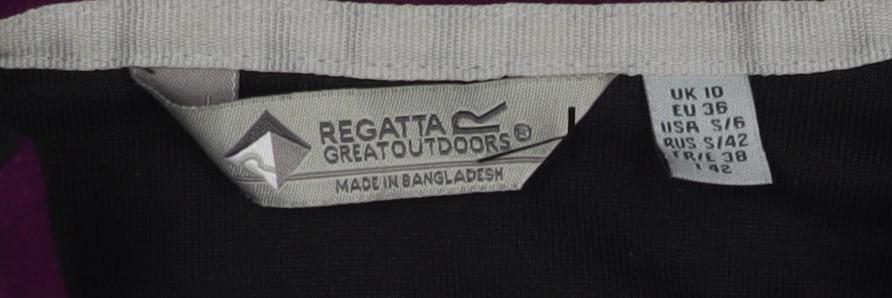 REGATTA
GREATOUTDOORS®
MADE IN BANGLADESH
UK 10
EU 36
USA S/6
RUS S/42
FR/E 38
I 42